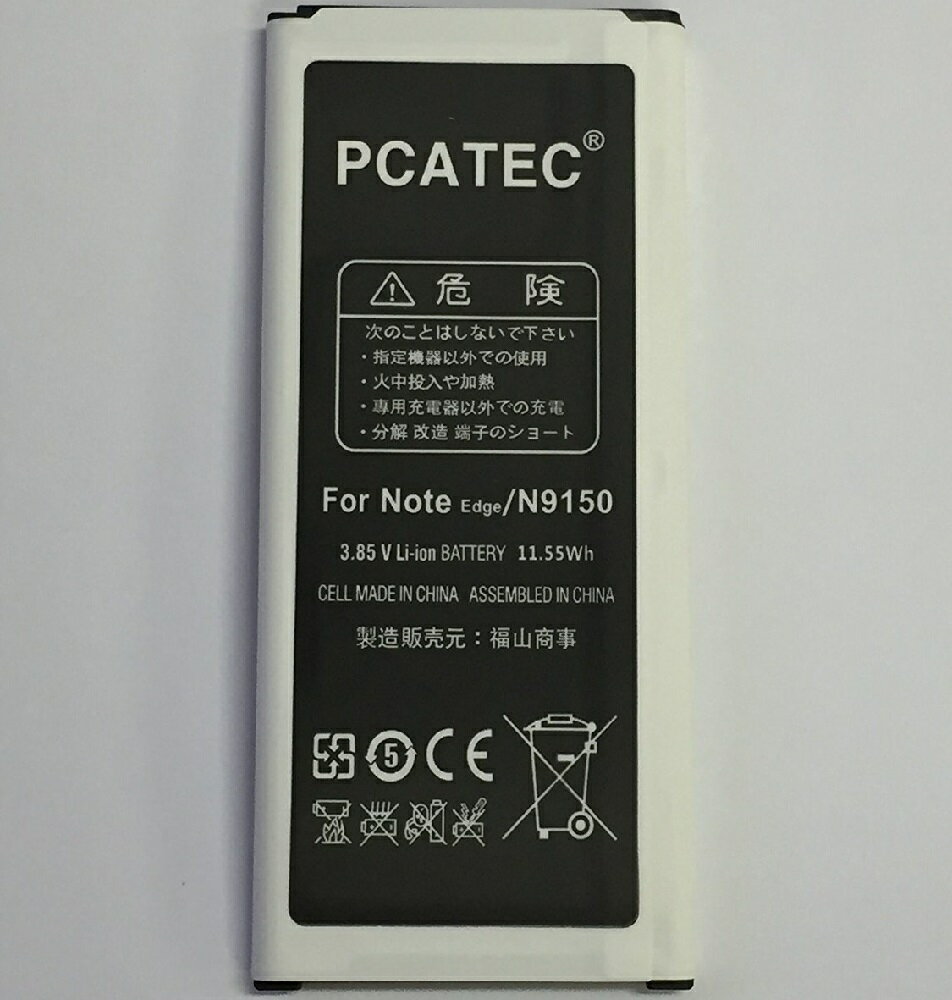 PCATEC®
危 険
次のことはしないで下さい
・指定機器以外での使用
・火中投入や加熱
・專用充電器以外での充電
・分解 改造 端子のショート
For Note Edge/N9150
3.85 V Li-ion BATTERY 11.55Wh
CELL MADE IN CHINA ASSEMBLED IN CHINA
製造販売元：福山商事
5 CE